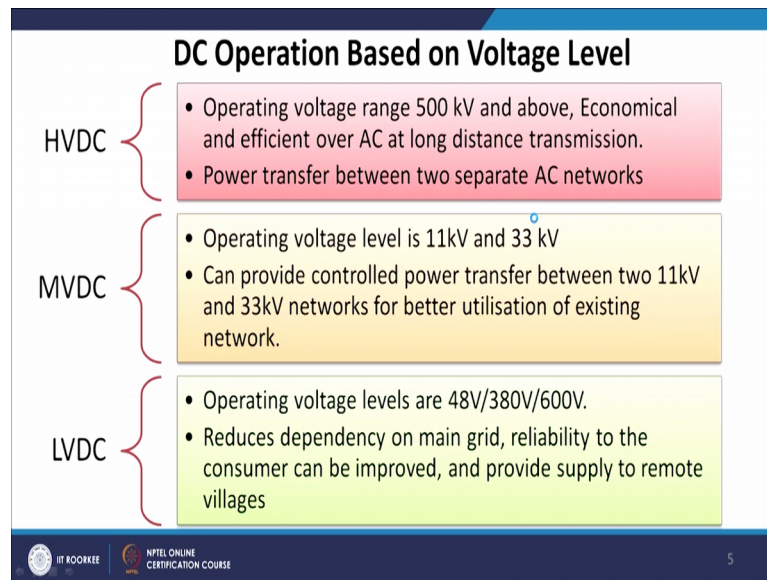 DC Operation Based on Voltage Level
HVDC
• Operating voltage range 500 kV and above, Economical
and efficient over AC at long distance transmission.
• Power transfer between two separate AC networks
MVDC
• Operating voltage level is 11kV and 33 kV
• Can provide controlled power transfer between two 11kV
and 33kV networks for better utilisation of existing
network.
LVDC
• Operating voltage levels are 48V/380V/600V.
• Reduces dependency on main grid, reliability to the
consumer can be improved, and provide supply to remote
villages
IIT ROORKEE
NPTEL ONLINE
CERTIFICATION COURSE
5